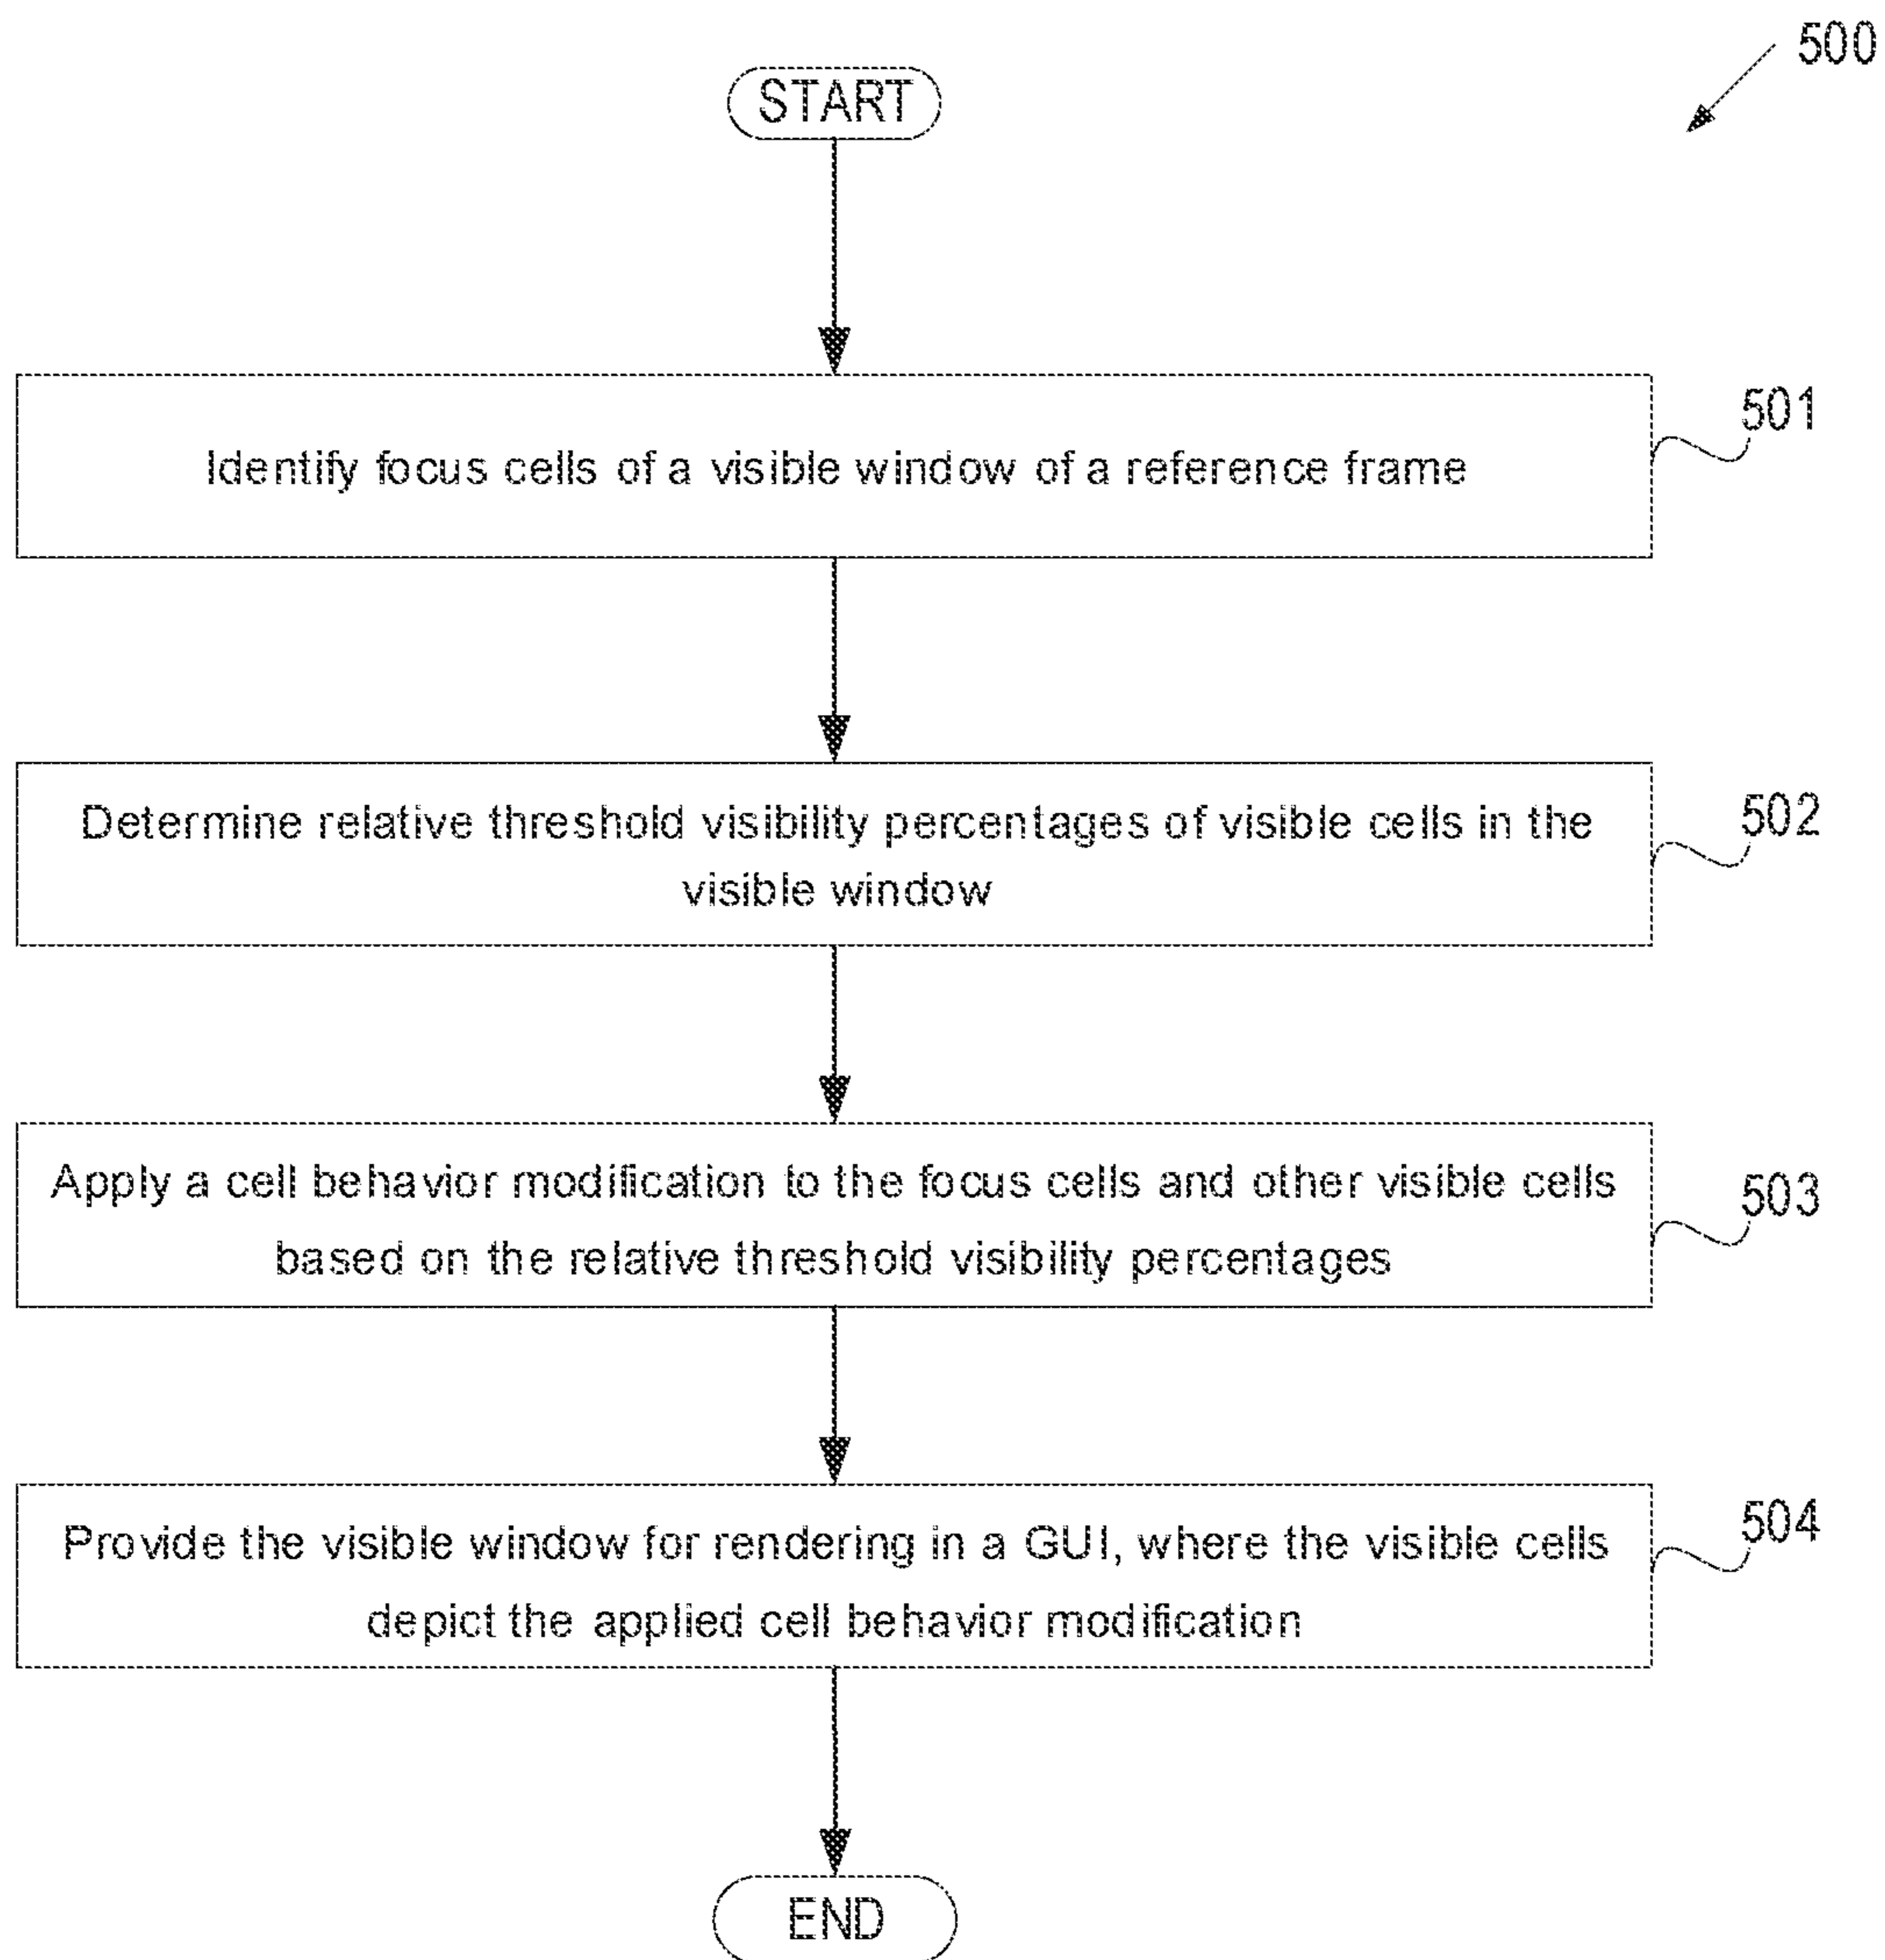 500
START
Identify focus cells of a visible window of a reference frame
501
Determine relative threshold visibility percentages of visible cells in the
visible window
502
Apply a cell behavior modification to the focus cells and other visible cells
based on the relative threshold visibility percentages
503
Provide the visible window for rendering in a GUI, where the visible cells
depict the applied cell behavior modification
504
END